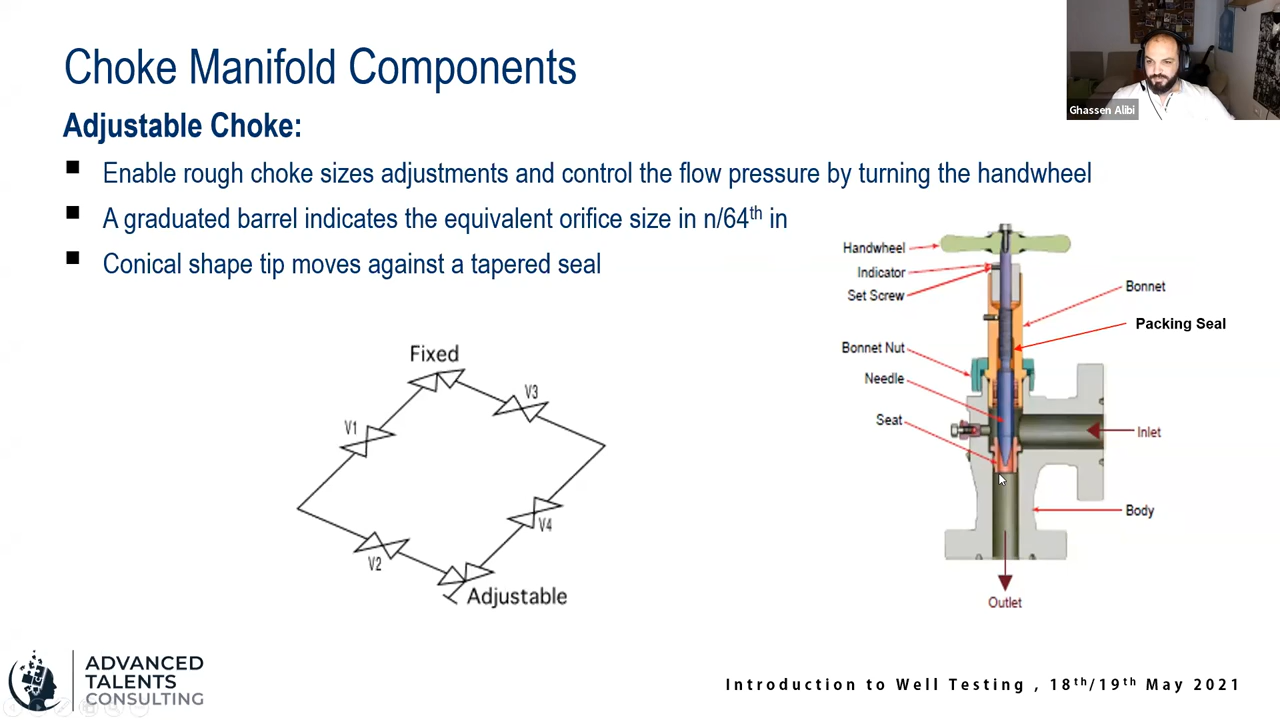 Choke Manifold Components
Ghassen Alibi
Adjustable Choke:
Enable rough choke sizes adjustments and control the flow pressure by turning the handwheel
A graduated barrel indicates the equivalent orifice size in n/64th in
Conical shape tip moves against a tapered seal
Handwheel
Indicator
Set Screw
Bonnet
Packing Seal
Bonnet Nut
Needle
Seat
Inlet
Body
Outlet
Fixed
V3
V1
V4
V2
Adjustable
ADVANCED
TALENTS
CONSULTING
Introduction to Well Testing , 18th/19th May 2021